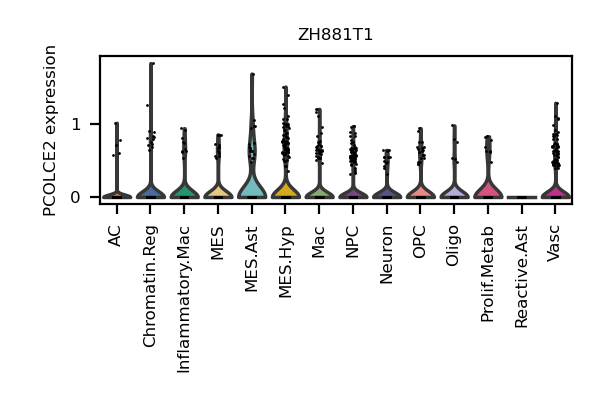 ZH881T1
PCOLCE2 expression
1
0
AC
Chromatin.Reg
Inflammatory.Mac
MES
MES.Ast
MES.Hyp
Mac
NPC
Neuron
OPC
Oligo
Prolif.Metab
Reactive.Ast
Vasc